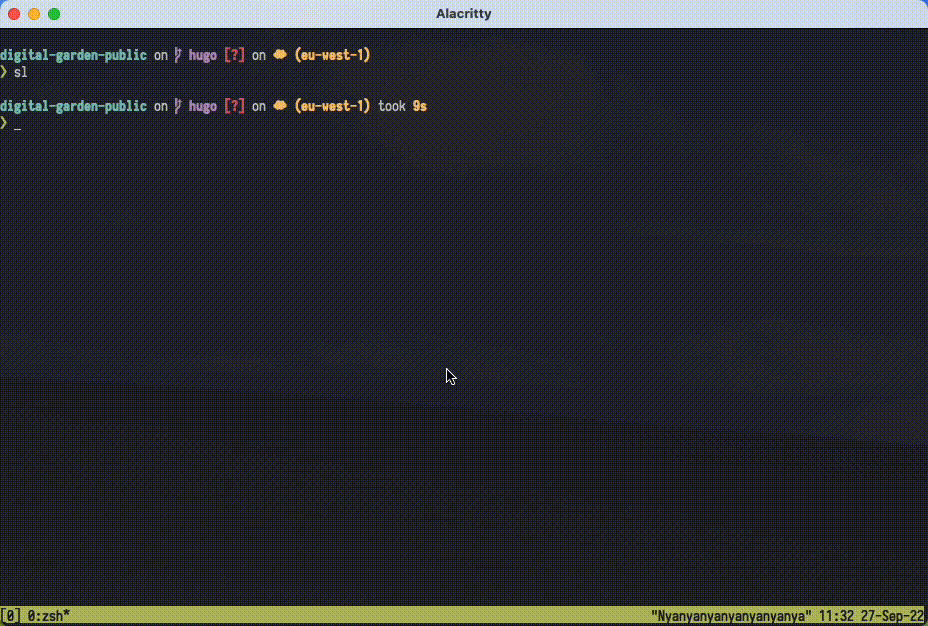 Alacritty
digital-garden-public on hugo [?] on (eu-west-1)
❯ sl
digital-garden-public on hugo [?] on (eu-west-1) took 9s
❯ _
[0] 0:zsh* "Nyanyanyanyanyanyanya" 11:32 27-Sep-22